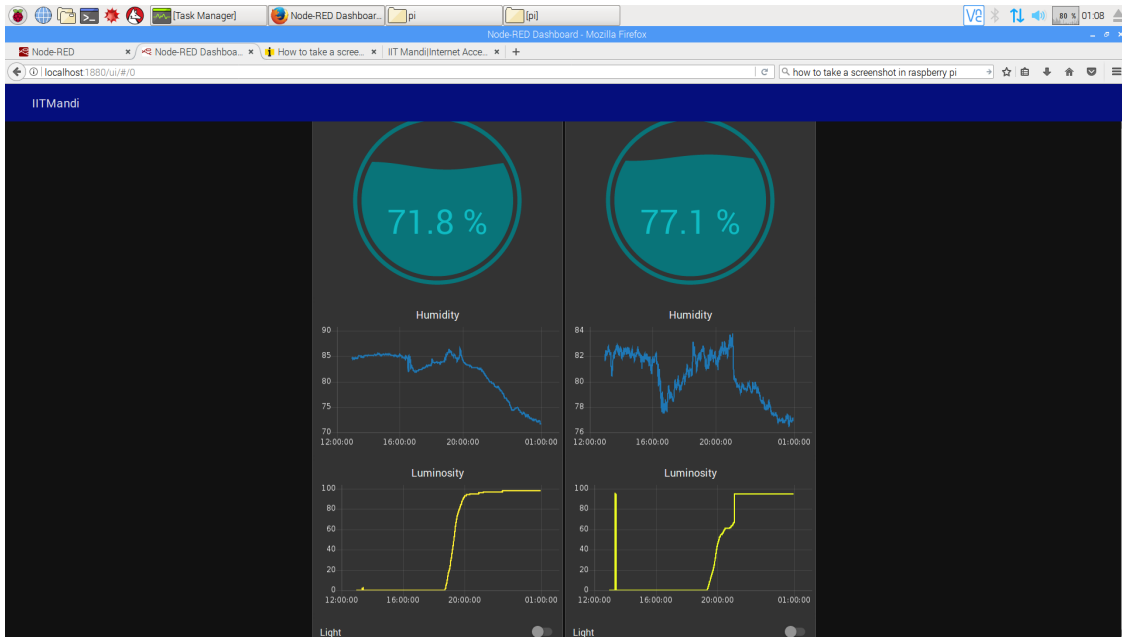 [Task Manager] Node-RED Dashboar... pi [pi] V2 80 % 01:08
Node-RED Dashboard - Mozilla Firefox
Node-RED Node-RED Dashboa... How to take a scree... IIT Mandi|Internet Acce...
localhost:1880/ui/#/0 how to take a screenshot in raspberry pi
IITMandi
71.8 %
Humidity
90
85
80
75
70
12:00:00 16:00:00 20:00:00 01:00:00
Luminosity
100
80
60
40
20
0
12:00:00 16:00:00 20:00:00 01:00:00
Light
77.1 %
Humidity
84
82
80
78
76
12:00:00 16:00:00 20:00:00 01:00:00
Luminosity
100
80
60
40
20
0
12:00:00 16:00:00 20:00:00 01:00:00
Light